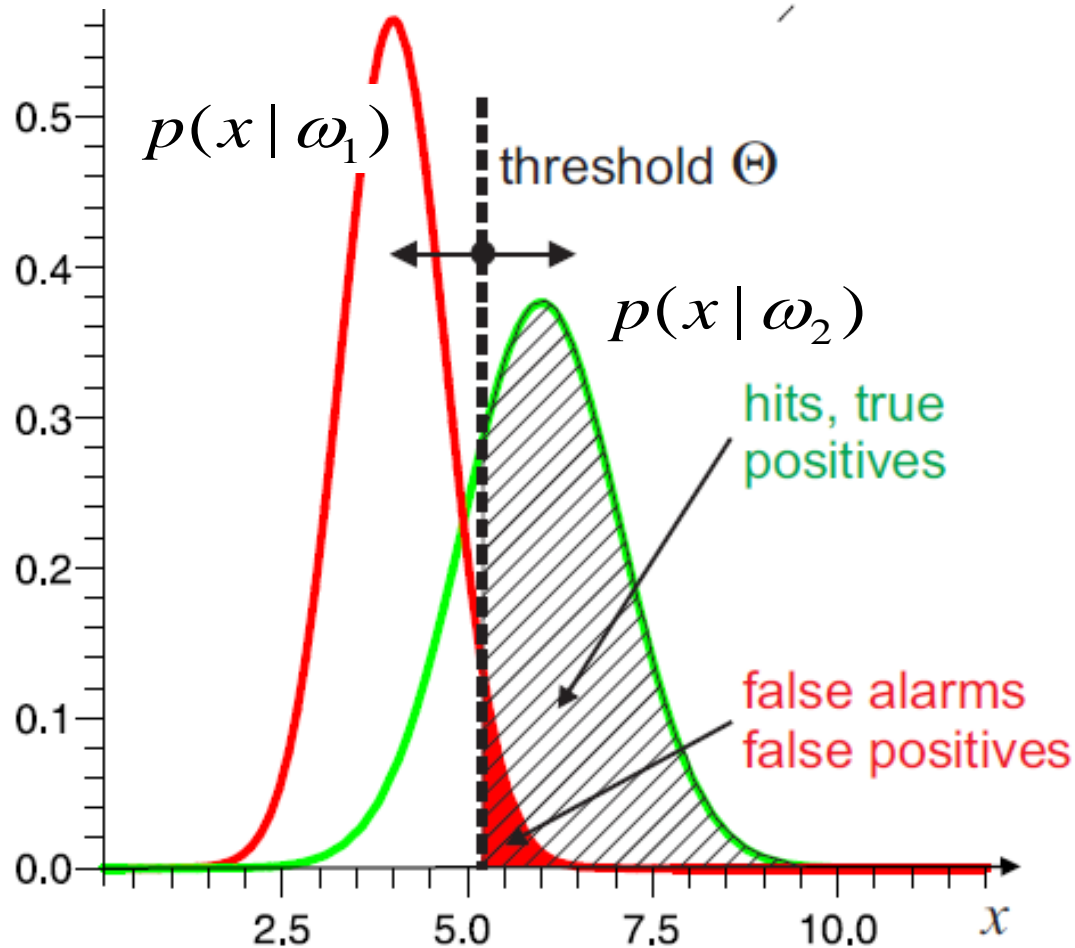 0.5
p(x | ω₁)
threshold Θ
0.4
p(x | ω₂)
hits, true
positives
0.3
0.2
false alarms
false positives
0.1
0.0
2.5 5.0 7.5 10.0 x